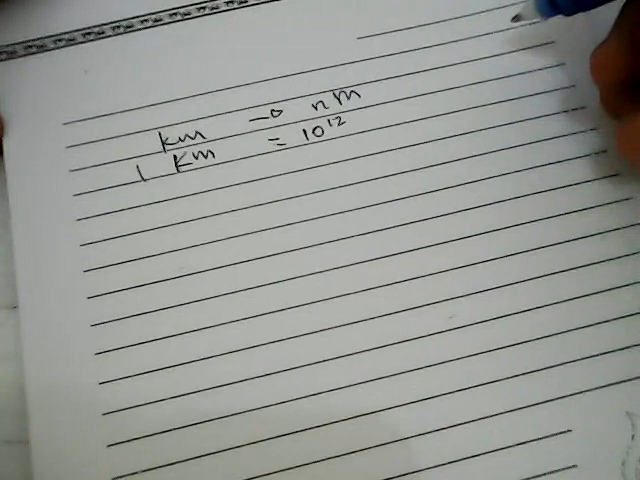 km → nm
1 km = 10¹²